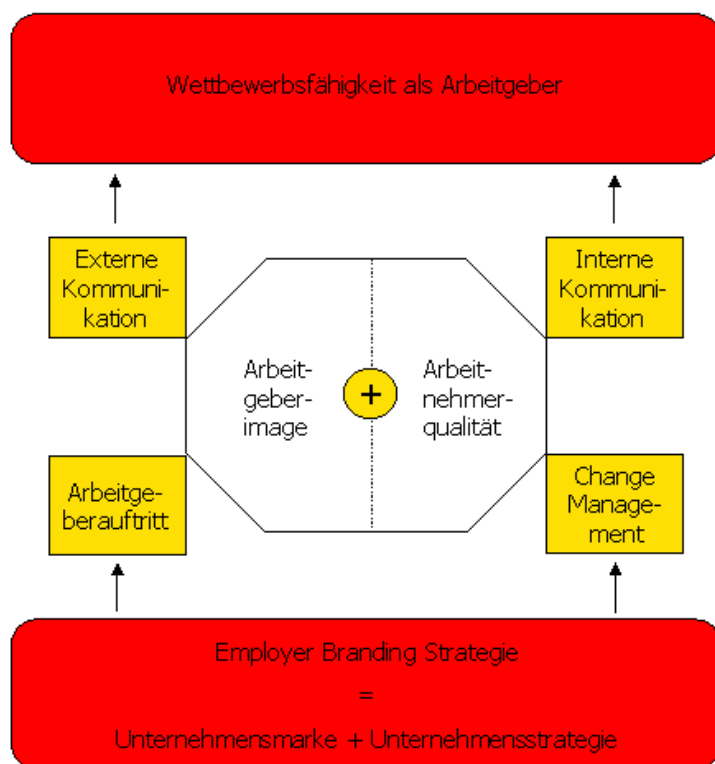 Wettbewerbsfähigkeit als Arbeitgeber
Externe
Kommuni-
kation
Interne
Kommuni-
kation
Arbeit-
geber-
image
+
Arbeit-
nehmer-
qualität
Arbeitge-
berauftritt
Change
Manage-
ment
Employer Branding Strategie
=
Unternehmensmarke + Unternehmensstrategie